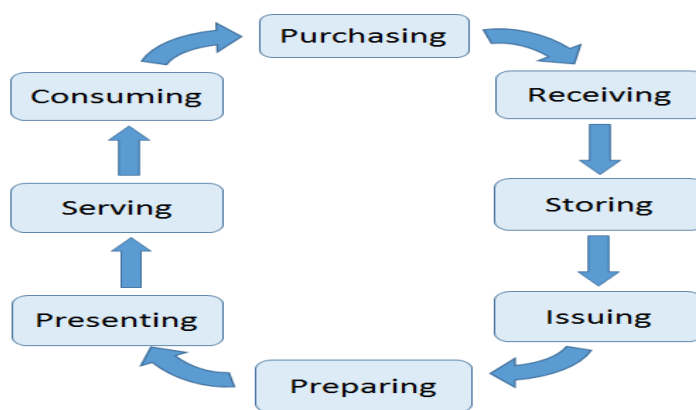 Purchasing
Receiving
Storing
Issuing
Preparing
Presenting
Serving
Consuming